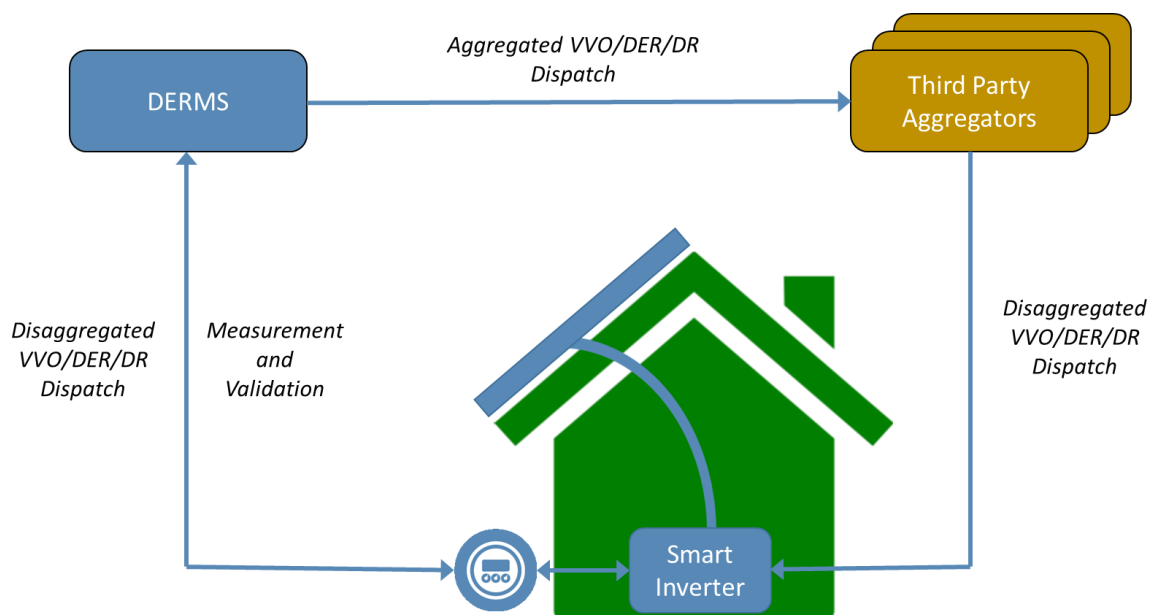 Aggregated VVO/DER/DR
Dispatch
DERMS
Third Party
Aggregators
Disaggregated
VVO/DER/DR
Dispatch
Measurement
and
Validation
Disaggregated
VVO/DER/DR
Dispatch
Smart
Inverter